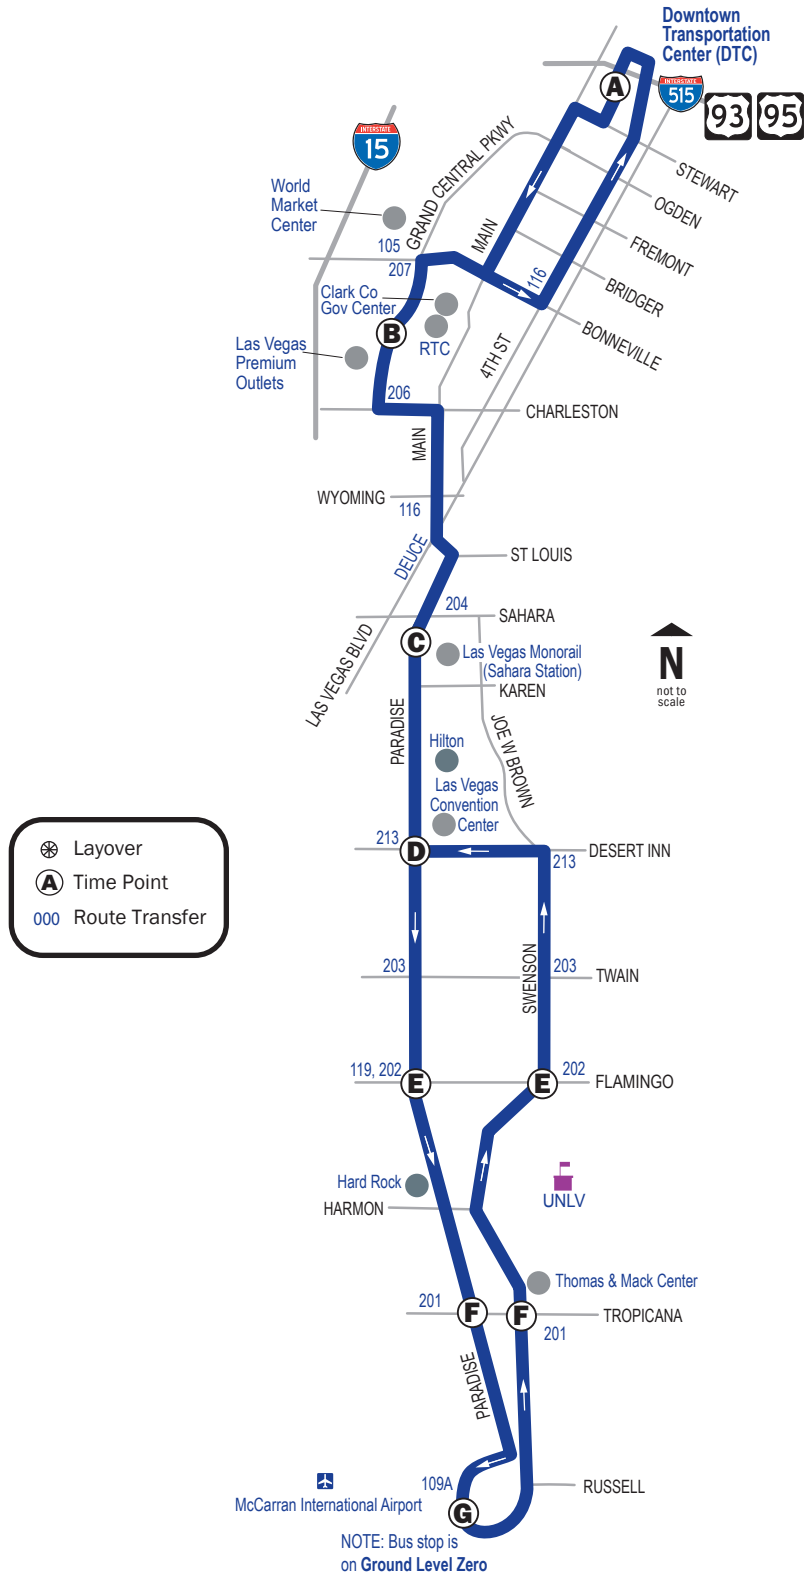 Downtown
Transportation
Center (DTC)
A
INTERSTATE
515
93
95
INTERSTATE
15
GRAND CENTRAL PKWY
STEWART
World
Market
Center
OGDEN
MAIN
FREMONT
105
207
116
BRIDGER
Clark Co
Gov Center
BONNEVILLE
B
RTC
4TH ST
Las Vegas
Premium
Outlets
206
CHARLESTON
MAIN
WYOMING
116
DEUCE
ST LOUIS
204
SAHARA
C
LAS VEGAS BLVD
Las Vegas Monorail
(Sahara Station)
N
not to
scale
KAREN
PARADISE
JOE W BROWN
Hilton
Las Vegas
Convention
Center
213
D
DESERT INN
213
Layover
A Time Point
000 Route Transfer
SWENSON
203
203
TWAIN
119, 202
E
E
202
FLAMINGO
Hard Rock
UNLV
HARMON
Thomas & Mack Center
201
F
F
TROPICANA
201
PARADISE
109A
RUSSELL
McCarran International Airport
G
NOTE: Bus stop is
on Ground Level Zero